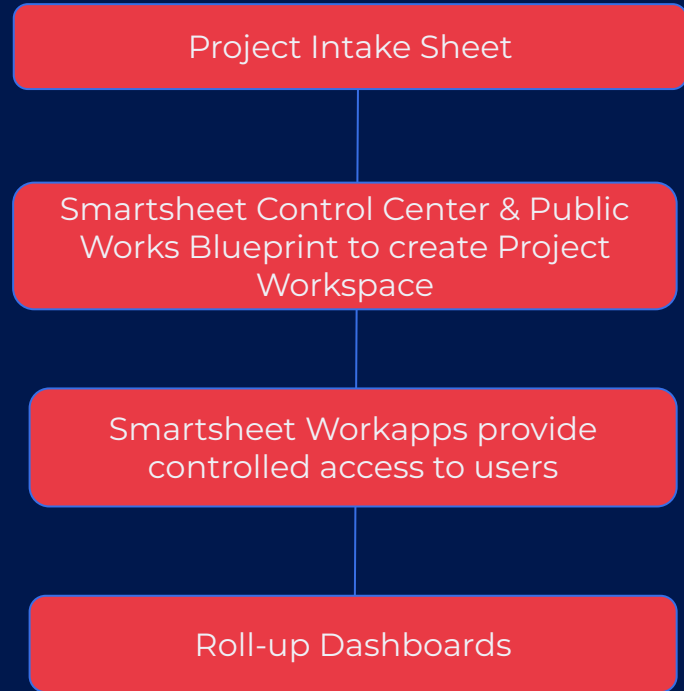 Project Intake Sheet
Smartsheet Control Center & Public
Works Blueprint to create Project
Workspace
Smartsheet Workapps provide
controlled access to users
Roll-up Dashboards